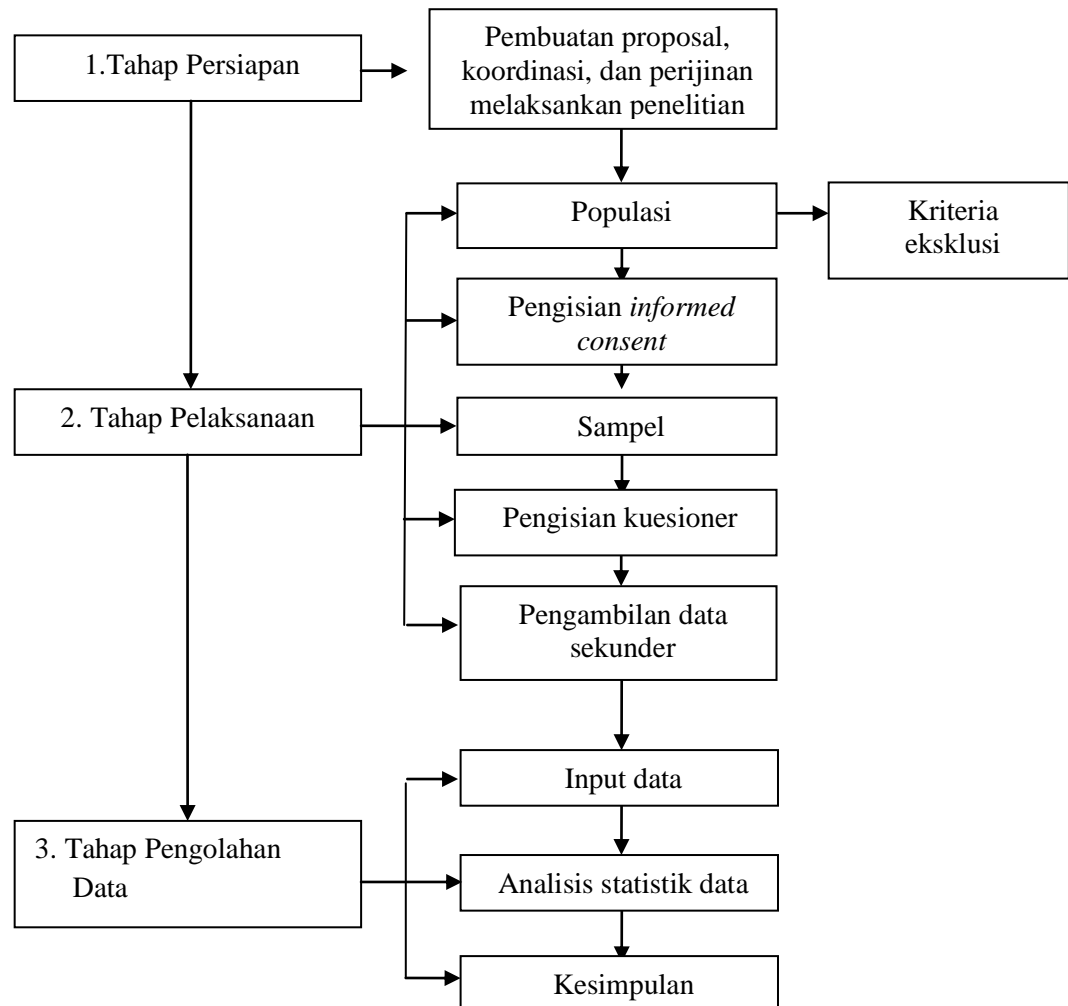 1.Tahap Persiapan
Pembuatan proposal,
koordinasi, dan perijinan
melaksankan penelitian
Populasi
Kriteria
eksklusi
Pengisian informed
consent
2. Tahap Pelaksanaan
Sampel
Pengisian kuesioner
Pengambilan data
sekunder
Input data
3. Tahap Pengolahan
Data
Analisis statistik data
Kesimpulan